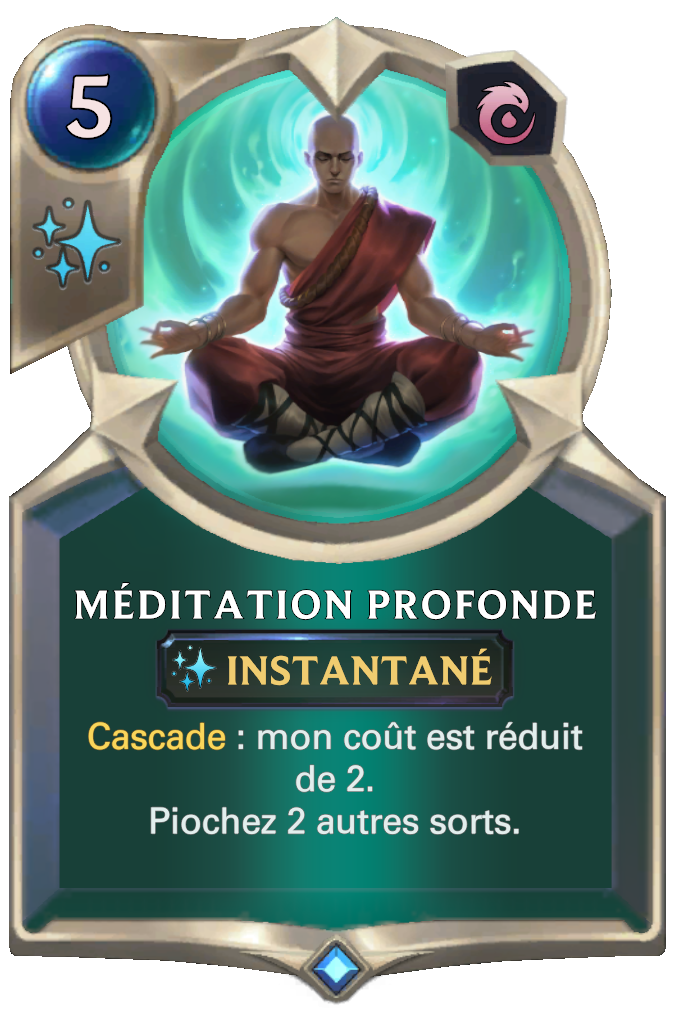 5
MÉDITATION PROFONDE
INSTANTANÉ
Cascade : mon coût est réduit
de 2.
Piochez 2 autres sorts.